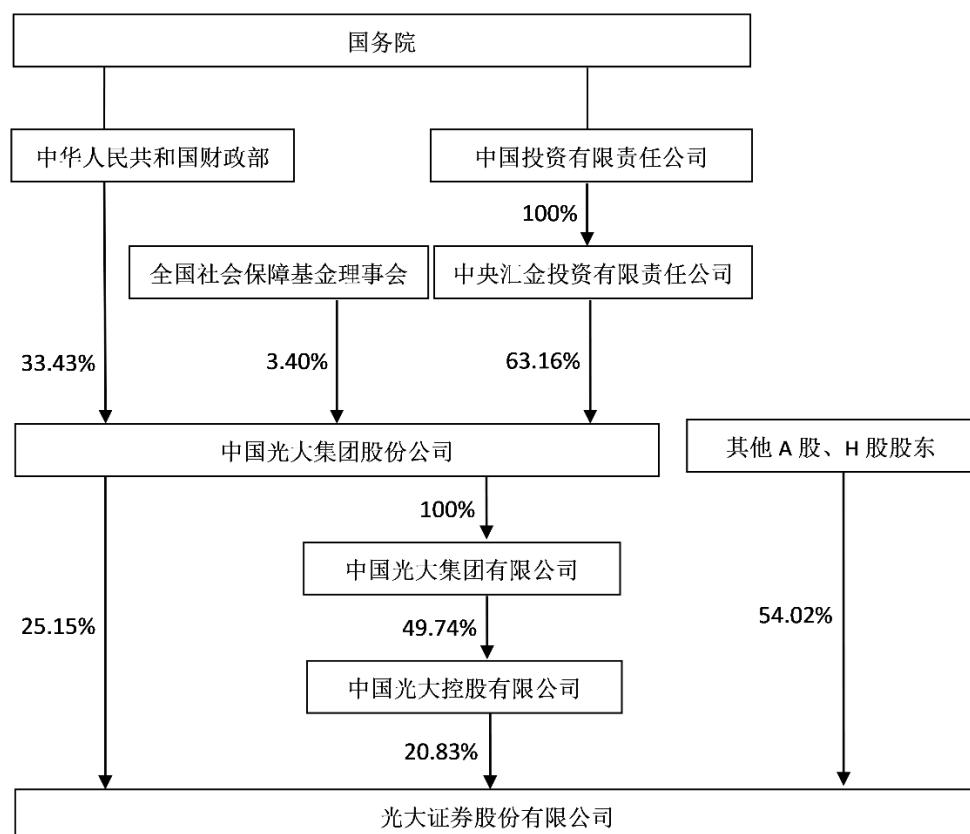 国务院
中华人民共和国财政部
中国投资有限责任公司
100%
全国社会保障基金理事会
中央汇金投资有限责任公司
33.43%
3.40%
63.16%
中国光大集团股份公司
其他 A 股、H 股股东
100%
中国光大集团有限公司
25.15%
49.74%
54.02%
中国光大控股有限公司
20.83%
光大证券股份有限公司